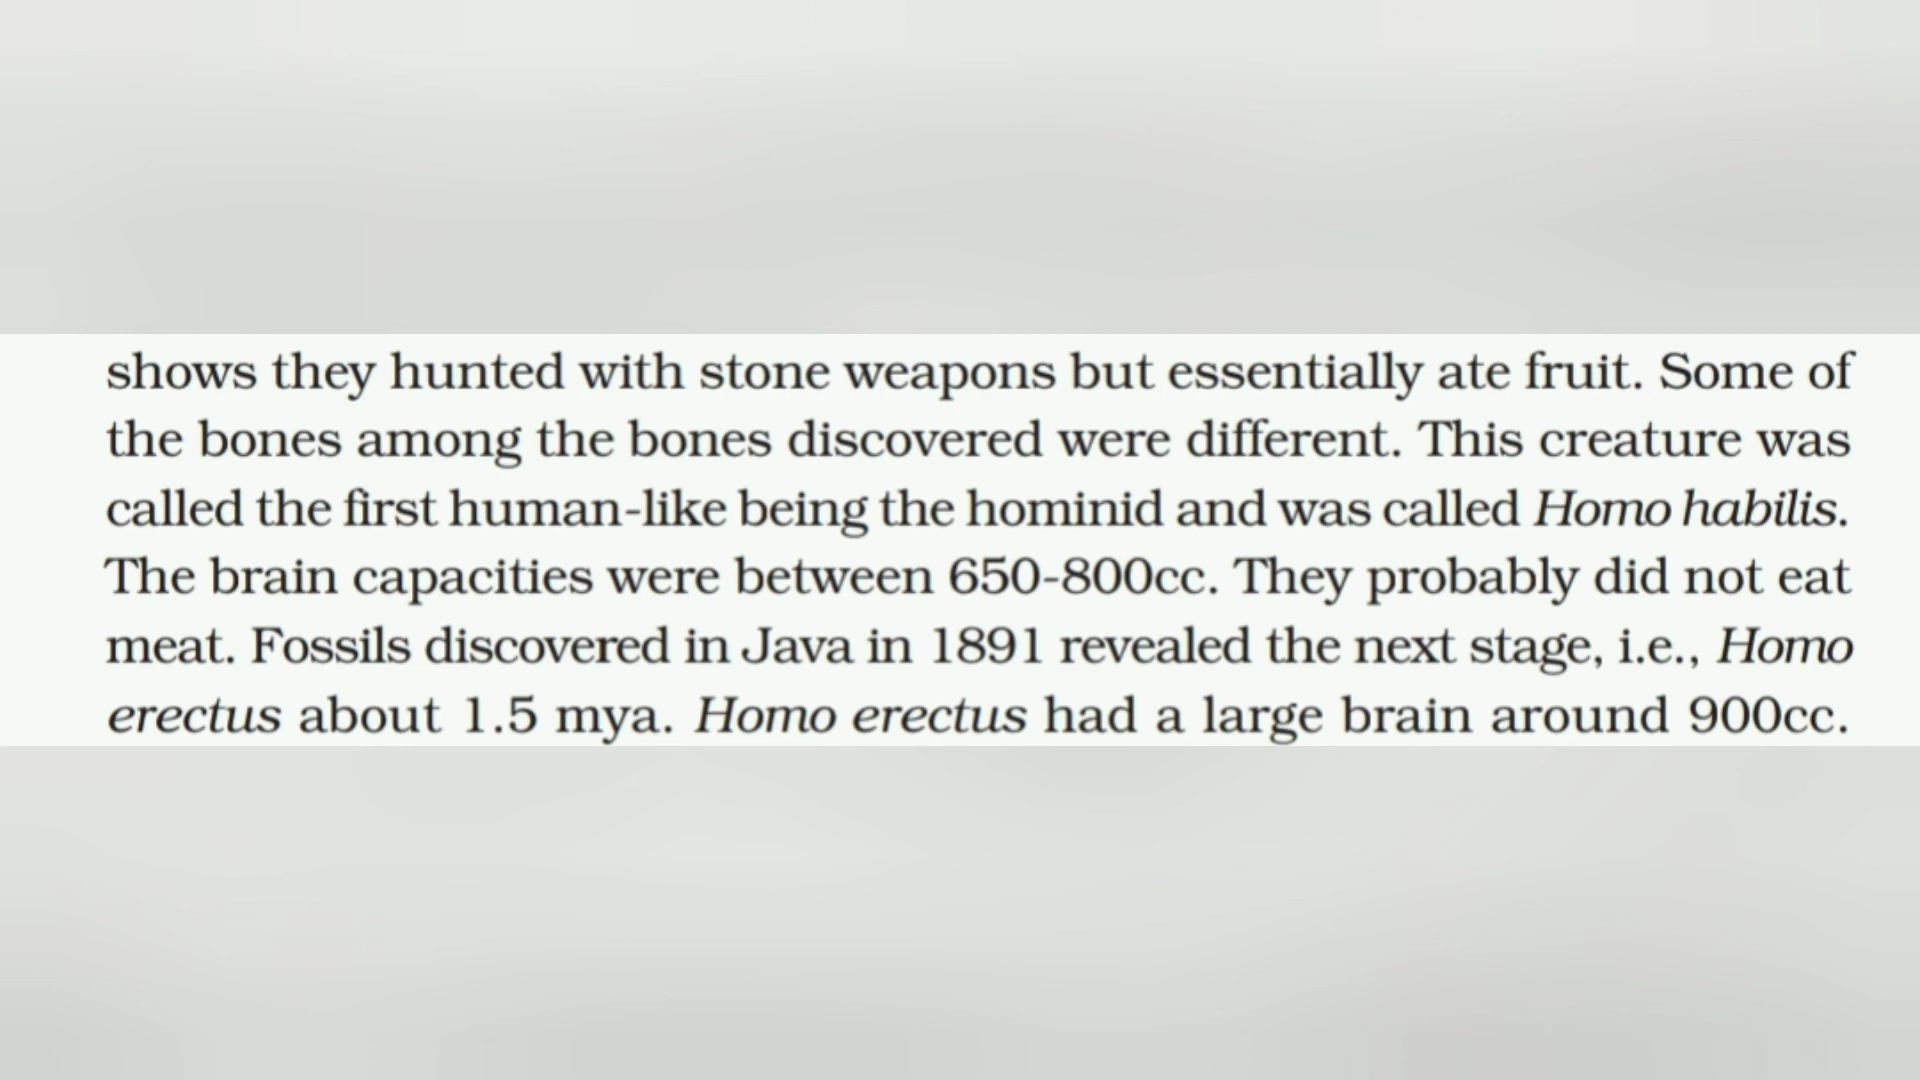 shows they hunted with stone weapons but essentially ate fruit. Some of
the bones among the bones discovered were different. This creature was
called the first human-like being the hominid and was called Homo habilis.
The brain capacities were between 650-800cc. They probably did not eat
meat. Fossils discovered in Java in 1891 revealed the next stage, i.e., Homo
erectus about 1.5 mya. Homo erectus had a large brain around 900cc.